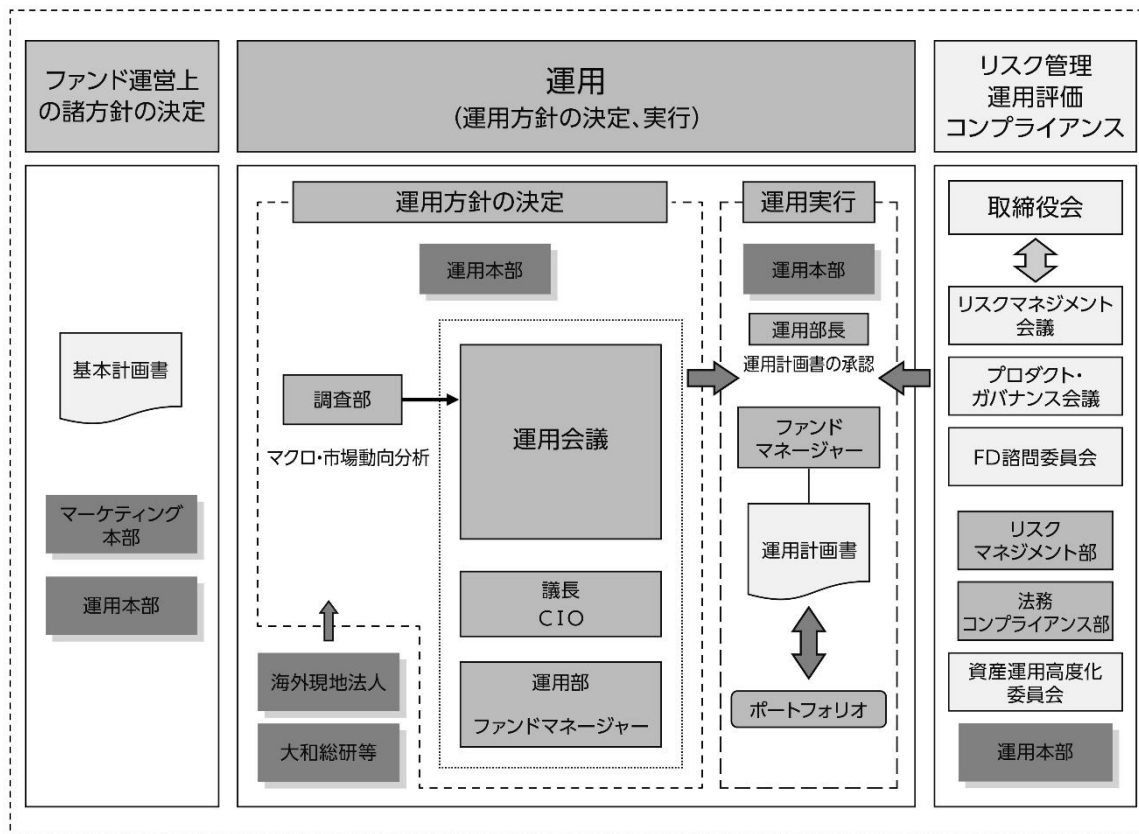 ファンド運営上
の諸方針の決定
運用
(運用方針の決定、実行)
リスク管理
運用評価
コンプライアンス
基本計画書
マーケティング
本部
運用本部
運用方針の決定
運用本部
調査部
マクロ・市場動向分析
運用会議
議長
CIO
運用部
ファンドマネージャー
海外現地法人
大和総研等
運用実行
運用本部
運用部長
運用計画書の承認
ファンド
マネージャー
運用計画書
ポートフォリオ
取締役会
リスクマネジメント
会議
プロダクト・
ガバナンス会議
FD諮問委員会
リスク
マネジメント部
法務
コンプライアンス部
資産運用高度化
委員会
運用本部